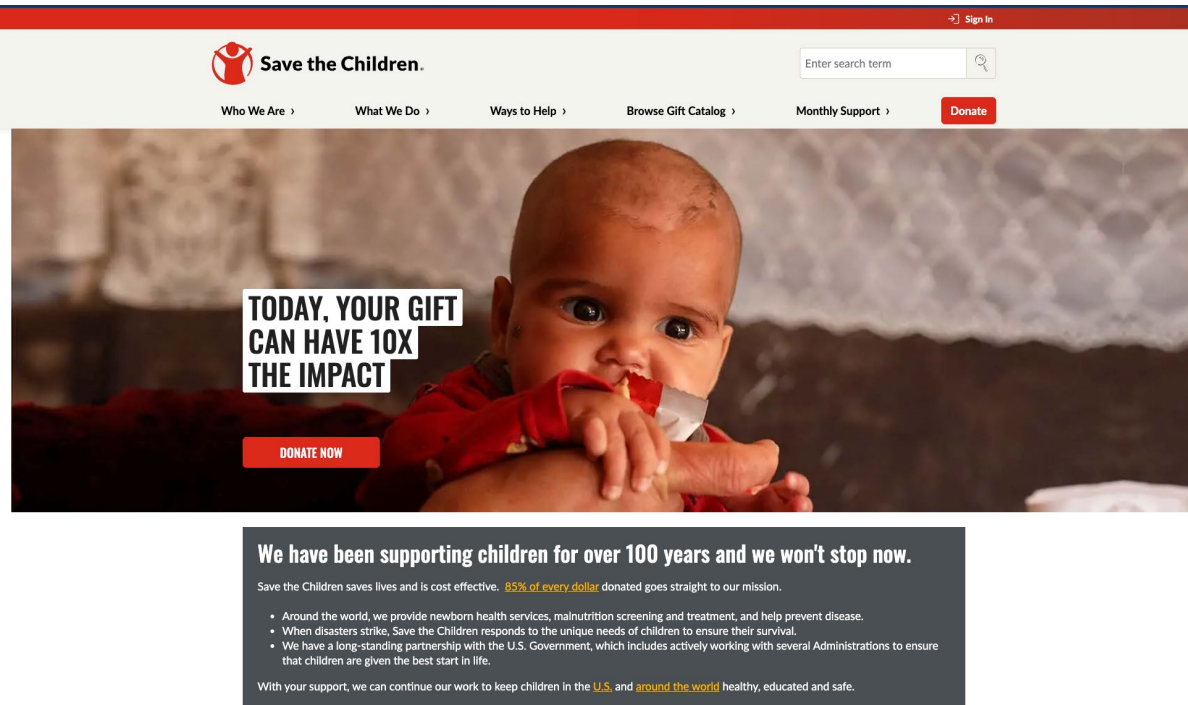 Sign In
Save the Children.
Enter search term
Who We Are ›
What We Do ›
Ways to Help ›
Browse Gift Catalog ›
Monthly Support ›
Donate
TODAY, YOUR GIFT
CAN HAVE 10X
THE IMPACT
DONATE NOW
We have been supporting children for over 100 years and we won't stop now.
Save the Children saves lives and is cost effective. 85% of every dollar donated goes straight to our mission.
• Around the world, we provide newborn health services, malnutrition screening and treatment, and help prevent disease.
• When disasters strike, Save the Children responds to the unique needs of children to ensure their survival.
• We have a long-standing partnership with the U.S. Government, which includes actively working with several Administrations to ensure
that children are given the best start in life.
With your support, we can continue our work to keep children in the U.S. and around the world healthy, educated and safe.